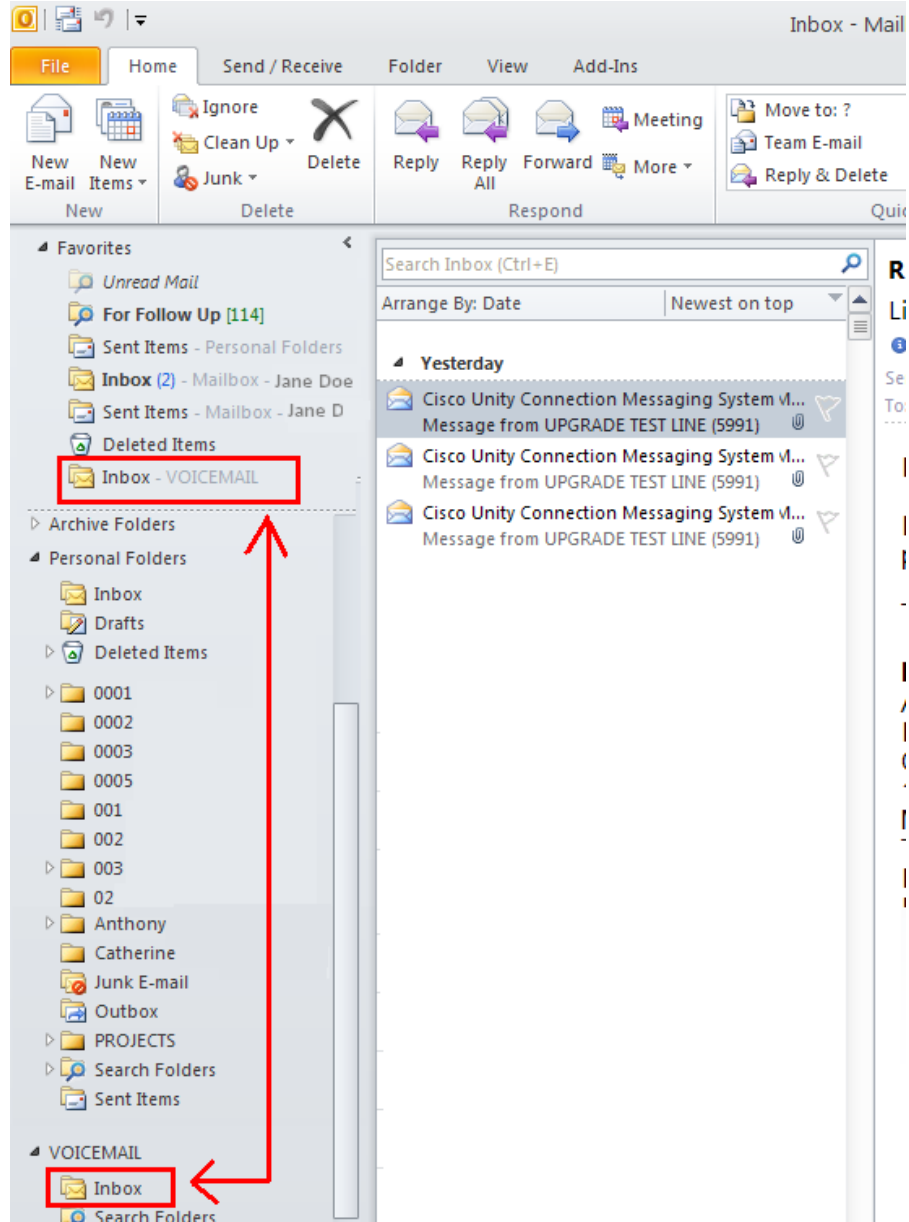 Inbox - Mail
File Home Send / Receive Folder View Add-Ins
New E-mail
New Items
Ignore
Clean Up
Junk
Delete
Reply
Reply All
Forward
Meeting
More
Move to: ?
Team E-mail
Reply & Delete
New Delete Respond Quic
Favorites
Unread Mail
For Follow Up [114]
Sent Items - Personal Folders
Inbox (2) - Mailbox - Jane Doe
Sent Items - Mailbox - Jane D
Deleted Items
Inbox - VOICEMAIL
Archive Folders
Personal Folders
Inbox
Drafts
Deleted Items
0001
0002
0003
0005
001
002
003
02
Anthony
Catherine
Junk E-mail
Outbox
PROJECTS
Search Folders
Sent Items
VOICEMAIL
Inbox
Search Folders
Search Inbox (Ctrl+E)
Arrange By: Date Newest on top
Yesterday
Cisco Unity Connection Messaging System
Message from UPGRADE TEST LINE (5991)
Cisco Unity Connection Messaging System
Message from UPGRADE TEST LINE (5991)
Cisco Unity Connection Messaging System
Message from UPGRADE TEST LINE (5991)
R
Li
Se
To: